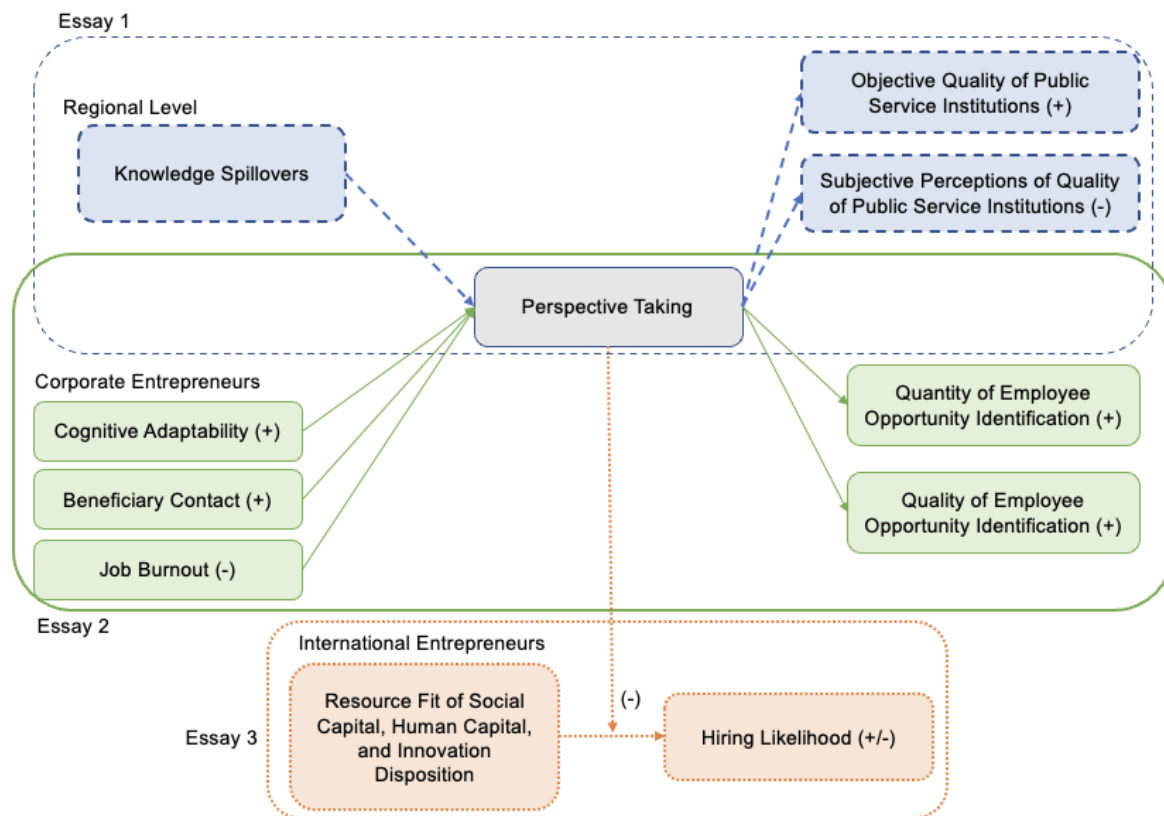 Essay 1
Regional Level
Knowledge Spillovers
Objective Quality of Public
Service Institutions (+)
Subjective Perceptions of Quality
of Public Service Institutions (-)
Perspective Taking
Corporate Entrepreneurs
Cognitive Adaptability (+)
Beneficiary Contact (+)
Job Burnout (-)
Quantity of Employee
Opportunity Identification (+)
Quality of Employee
Opportunity Identification (+)
Essay 2
International Entrepreneurs
Essay 3
Resource Fit of Social
Capital, Human Capital,
and Innovation
Disposition
(-)
Hiring Likelihood (+/-)